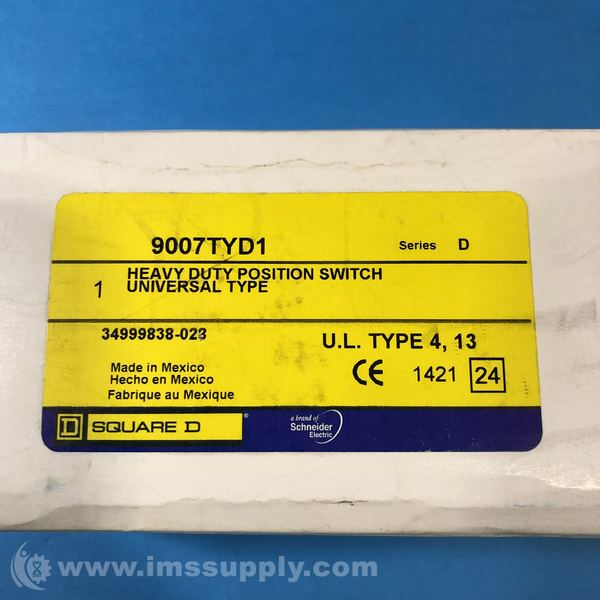 9007TYD1 Series D
1 HEAVY DUTY POSITION SWITCH
UNIVERSAL TYPE
34999838-023 U.L. TYPE 4, 13
Made in Mexico
Hecho en Mexico
Fabrique au Mexique
CE 1421 24
D SQUARE D ®
a brand of
Schneider
Electric
www.imssupply.com